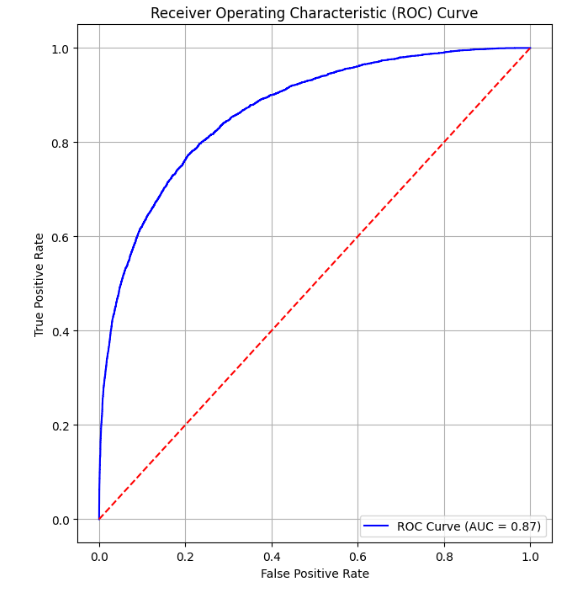 Receiver Operating Characteristic (ROC) Curve
True Positive Rate
1.0
0.8
0.6
0.4
0.2
0.0
ROC Curve (AUC = 0.87)
0.0 0.2 0.4 0.6 0.8 1.0
False Positive Rate